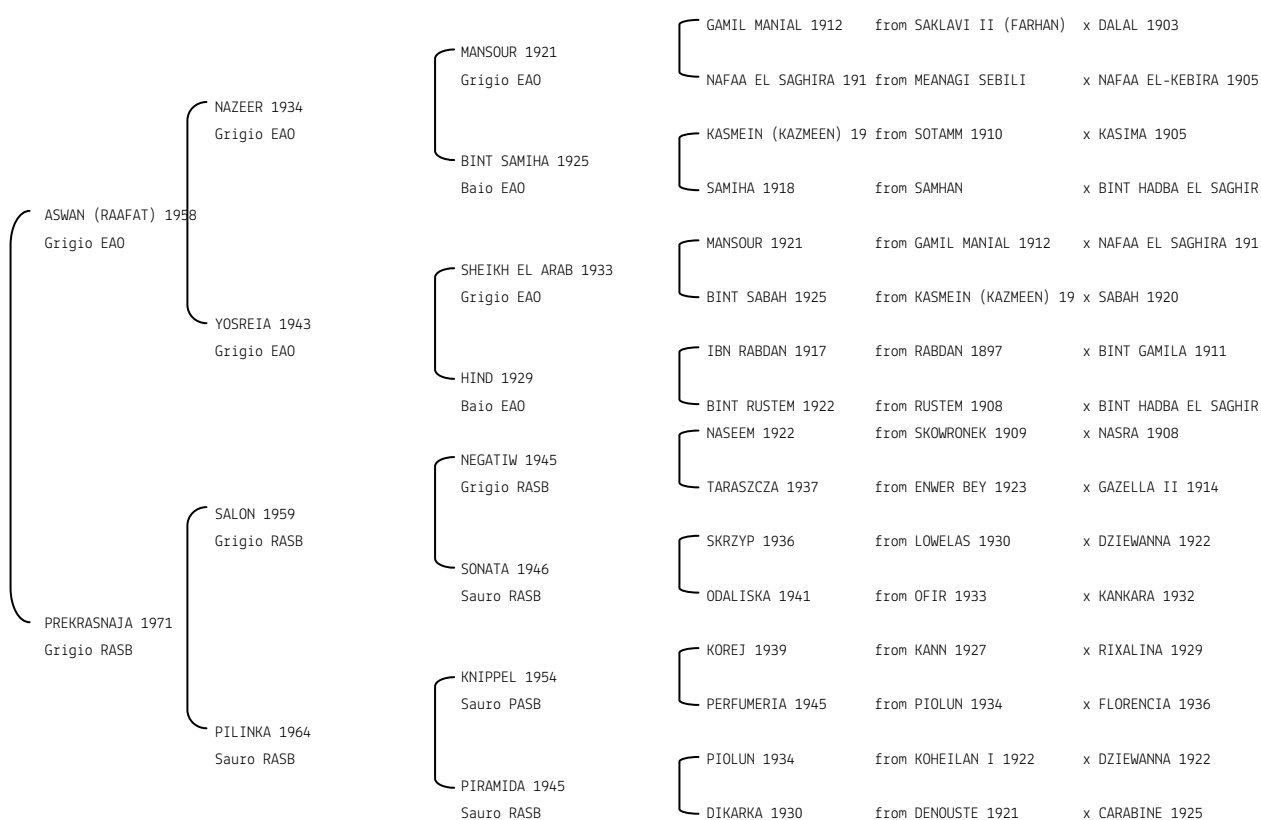 GAMIL MANIAL 1912 from SAKLAVI II (FARHAN) x DALAL 1903
MANSOUR 1921
Grigio EAO NAFAA EL SAGHIRA 191 from MEANAGI SEBILI x NAFAA EL-KEBIRA 1905
NAZEER 1934
Grigio EAO KASMEIN (KAZMEEN) 19 from SOTAMM 1910 x KASIMA 1905
BINT SAMIHA 1925
Baio EAO SAMIHA 1918 from SAMHAN x BINT HADBA EL SAGHIR
ASWAN (RAAFAT) 1958
Grigio EAO MANSOUR 1921 from GAMIL MANIAL 1912 x NAFAA EL SAGHIRA 191
SHEIKH EL ARAB 1933
Grigio EAO BINT SABAH 1925 from KASMEIN (KAZMEEN) 19 x SABAH 1920
YOSREIA 1943
Grigio EAO IBN RABDAN 1917 from RABDAN 1897 x BINT GAMILA 1911
HIND 1929
Baio EAO BINT RUSTEM 1922 from RUSTEM 1908 x BINT HADBA EL SAGHIR
NASEEM 1922 from SKOWRONEK 1909 x NASRA 1908
NEGATIW 1945
Grigio RASB TARASZCZA 1937 from ENWER BEY 1923 x GAZELLA II 1914
SALON 1959
Grigio RASB SKRZYP 1936 from LOWELAS 1930 x DZIEWANNA 1922
SONATA 1946
Sauro RASB ODALISKA 1941 from OFIR 1933 x KANKARA 1932
PREKRASNAJA 1971
Grigio RASB KOREJ 1939 from KANN 1927 x RIXALINA 1929
KNIPPEL 1954
Sauro PASB PERFUMERIA 1945 from PIOLUN 1934 x FLORENCIA 1936
PILINKA 1964
Sauro RASB PIOLUN 1934 from KOHEILAN I 1922 x DZIEWANNA 1922
PIRAMIDA 1945
Sauro RASB DIKARKA 1930 from DENOUSTE 1921 x CARABINE 1925